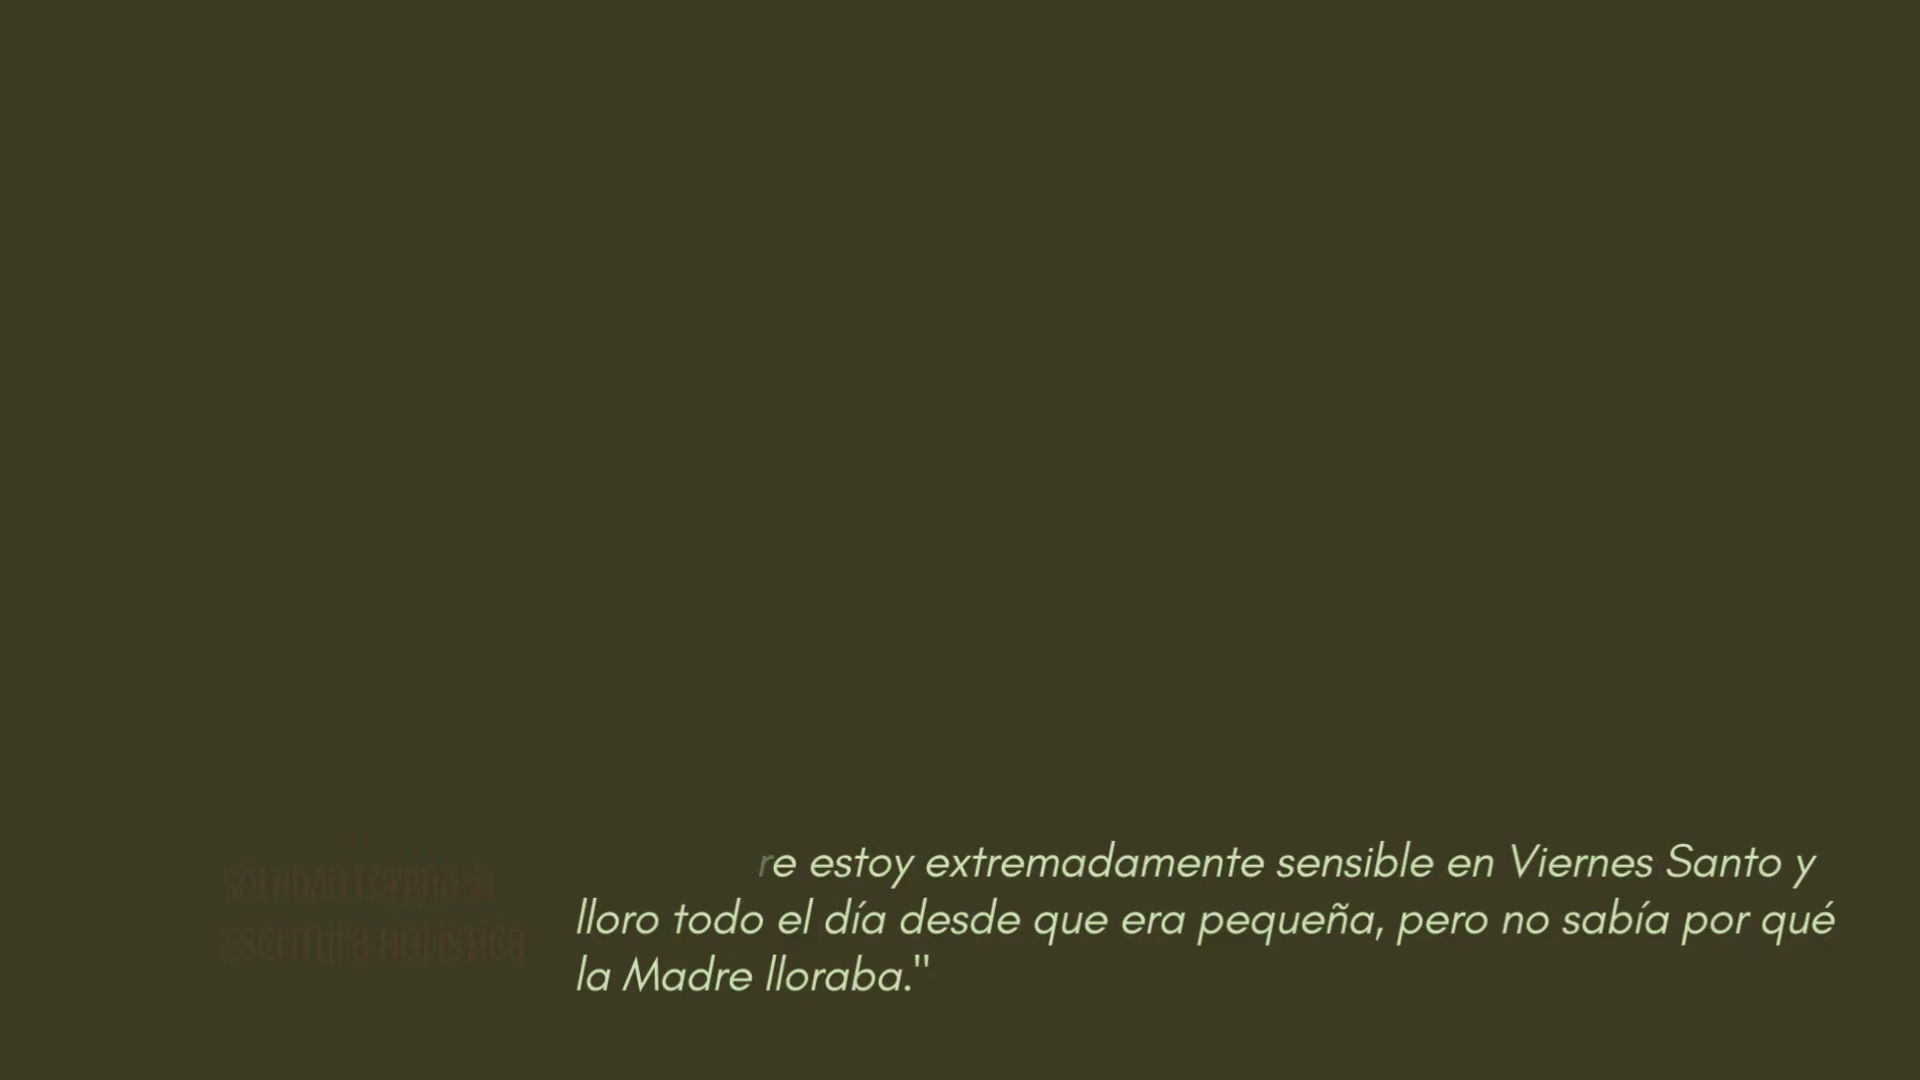 re estoy extremadamente sensible en Viernes Santo y
lloro todo el día desde que era pequeña, pero no sabía por qué
la Madre lloraba."